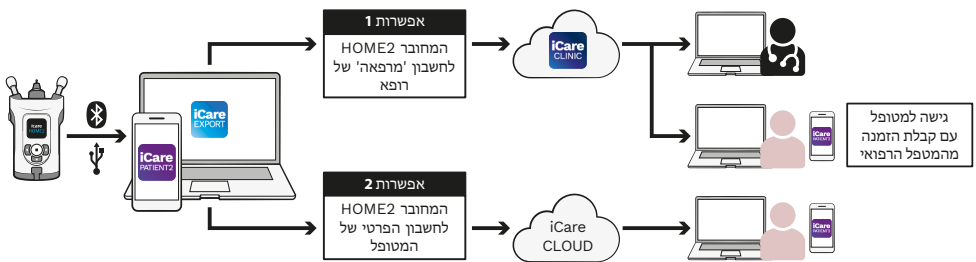 iCare
HOME2
iCare
EXPORT
iCare
PATIENT2
אפשרות 1
המחובר HOME2
לחשבון 'מרפאה' של
רופא
iCare
CLINIC
iCare
PATIENT2
גישה למטופל
עם קבלת הזמנה
מהמטפל הרפואי
אפשרות 2
המחובר HOME2
לחשבון הפרטי של
המטופל
iCare
CLOUD
iCare
PATIENT2